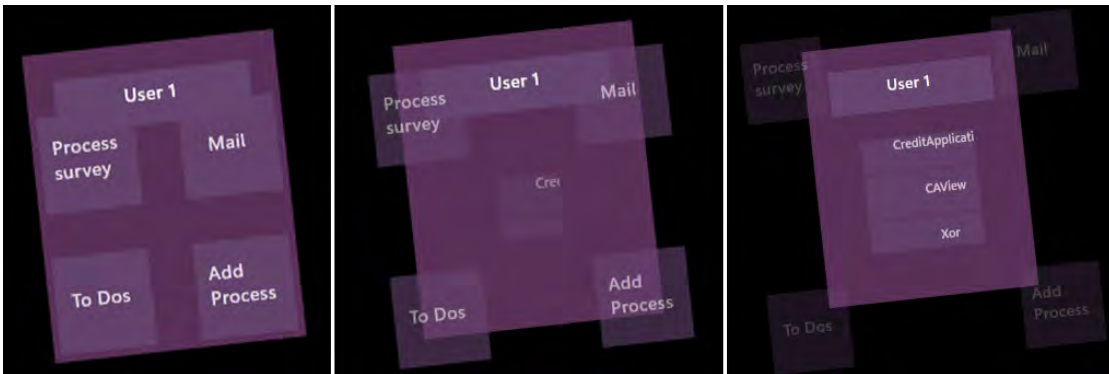 User 1
Process
survey
Mail
To Dos
Add
Process
User 1
Process
survey
Mail
Cre
To Dos
Add
Process
Process
survey
User 1
Mail
CreditApplicati
CAView
Xor
To Dos
Add
Process